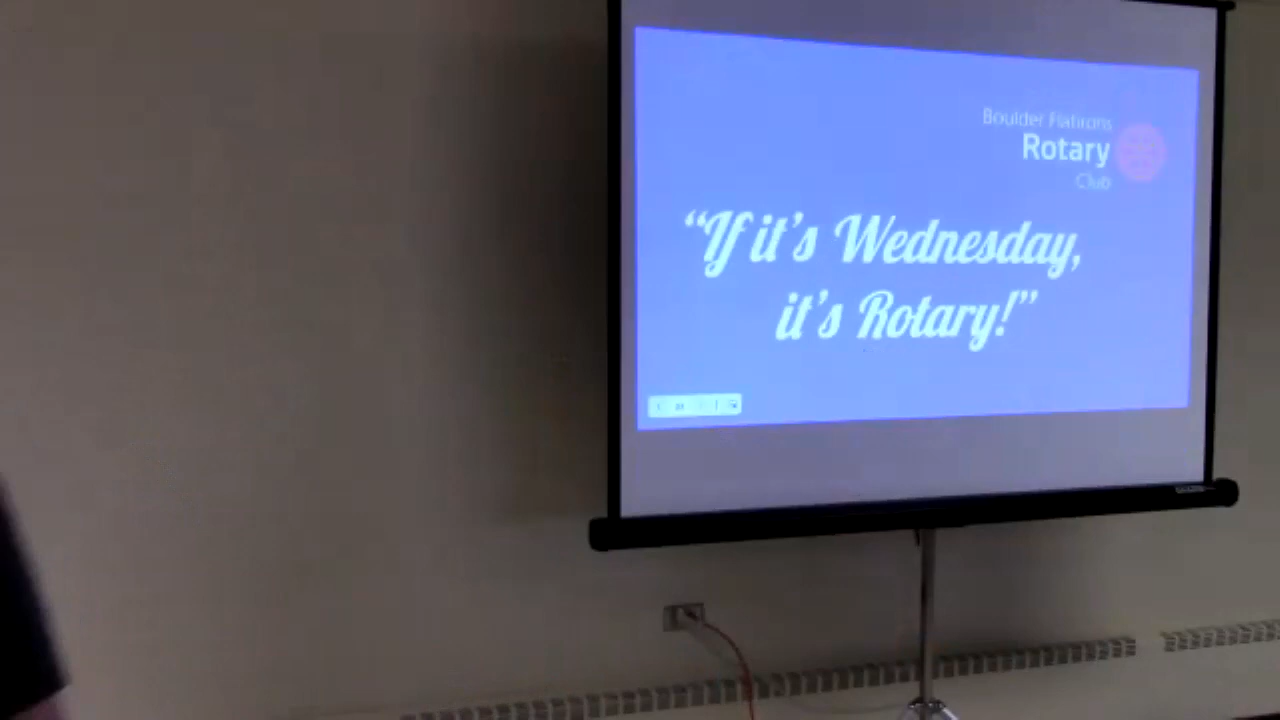 Boulder Flatirons
Rotary
Club
“If it’s Wednesday,
it’s Rotary!”